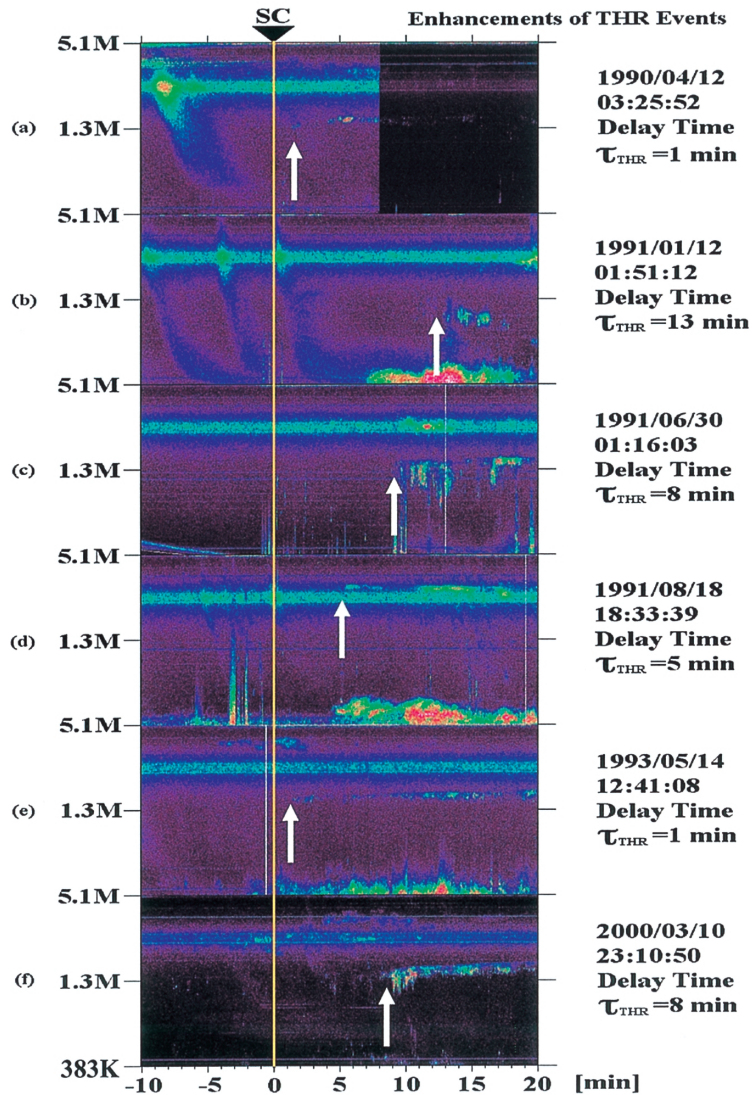 SC
Enhancements of THR Events
5.1M
(a)
1.3M
1990/04/12
03:25:52
Delay Time
τTHR =1 min
5.1M
(b)
1.3M
1991/01/12
01:51:12
Delay Time
τTHR =13 min
5.1M
(c)
1.3M
1991/06/30
01:16:03
Delay Time
τTHR =8 min
5.1M
(d)
1.3M
1991/08/18
18:33:39
Delay Time
τTHR =5 min
5.1M
(e)
1.3M
1993/05/14
12:41:08
Delay Time
τTHR =1 min
5.1M
(f)
1.3M
2000/03/10
23:10:50
Delay Time
τTHR =8 min
383K
-10 -5 0 5 10 15 20 [min]